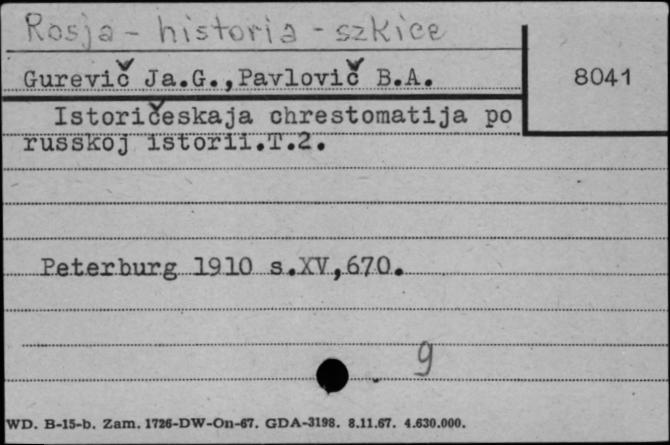 Rosja - historia - szkice
Gurevič Ja.G.,Pavlovič B.A.
8041
Istoričeskaja chrestomatija po
russkoj istorii.T.2.
Peterburg 1910 s.XV,670.
9
WD. B-15-b. Zam. 1726-DW-On-67. GDA-3198. 8.11.67. 4.630.000.